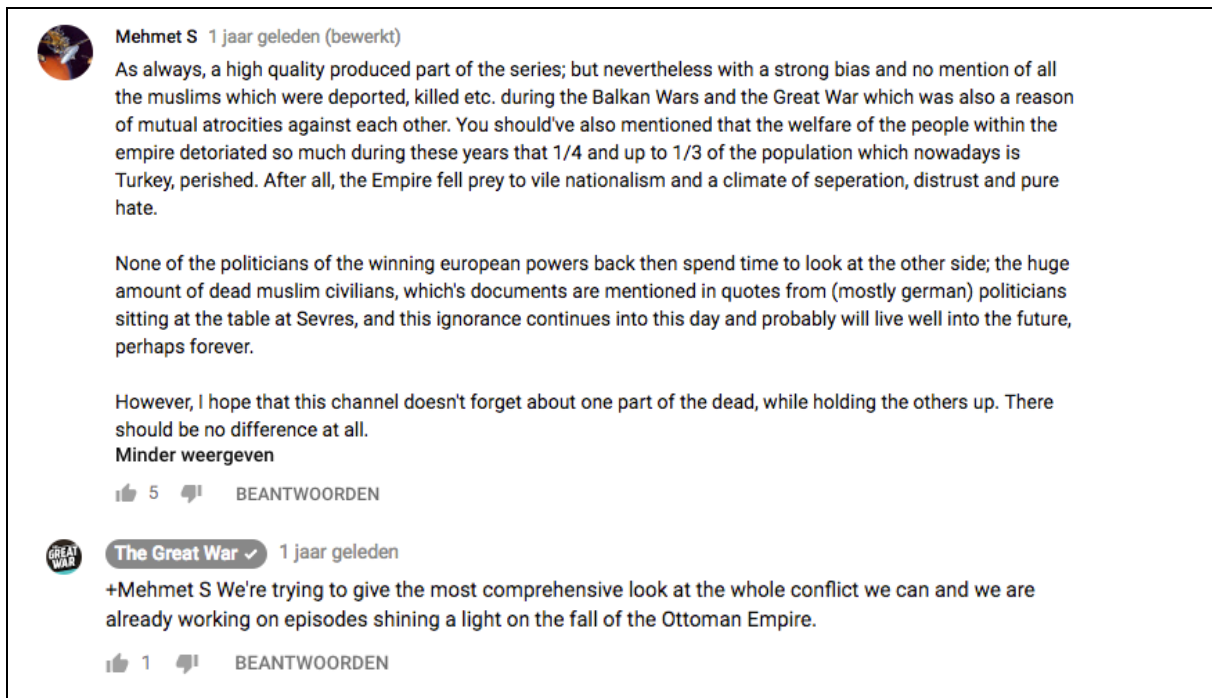 Mehmet S 1 jaar geleden (bewerkt)
As always, a high quality produced part of the series; but nevertheless with a strong bias and no mention of all
the muslims which were deported, killed etc. during the Balkan Wars and the Great War which was also a reason
of mutual atrocities against each other. You should've also mentioned that the welfare of the people within the
empire detoriated so much during these years that 1/4 and up to 1/3 of the population which nowadays is
Turkey, perished. After all, the Empire fell prey to vile nationalism and a climate of seperation, distrust and pure
hate.
None of the politicians of the winning european powers back then spend time to look at the other side; the huge
amount of dead muslim civilians, which's documents are mentioned in quotes from (mostly german) politicians
sitting at the table at Sevres, and this ignorance continues into this day and probably will live well into the future,
perhaps forever.
However, I hope that this channel doesn't forget about one part of the dead, while holding the others up. There
should be no difference at all.
Minder weergeven
5 BEANTWOORDEN
GREAT
WAR
The Great War 1 jaar geleden
+Mehmet S We're trying to give the most comprehensive look at the whole conflict we can and we are
already working on episodes shining a light on the fall of the Ottoman Empire.
1 BEANTWOORDEN